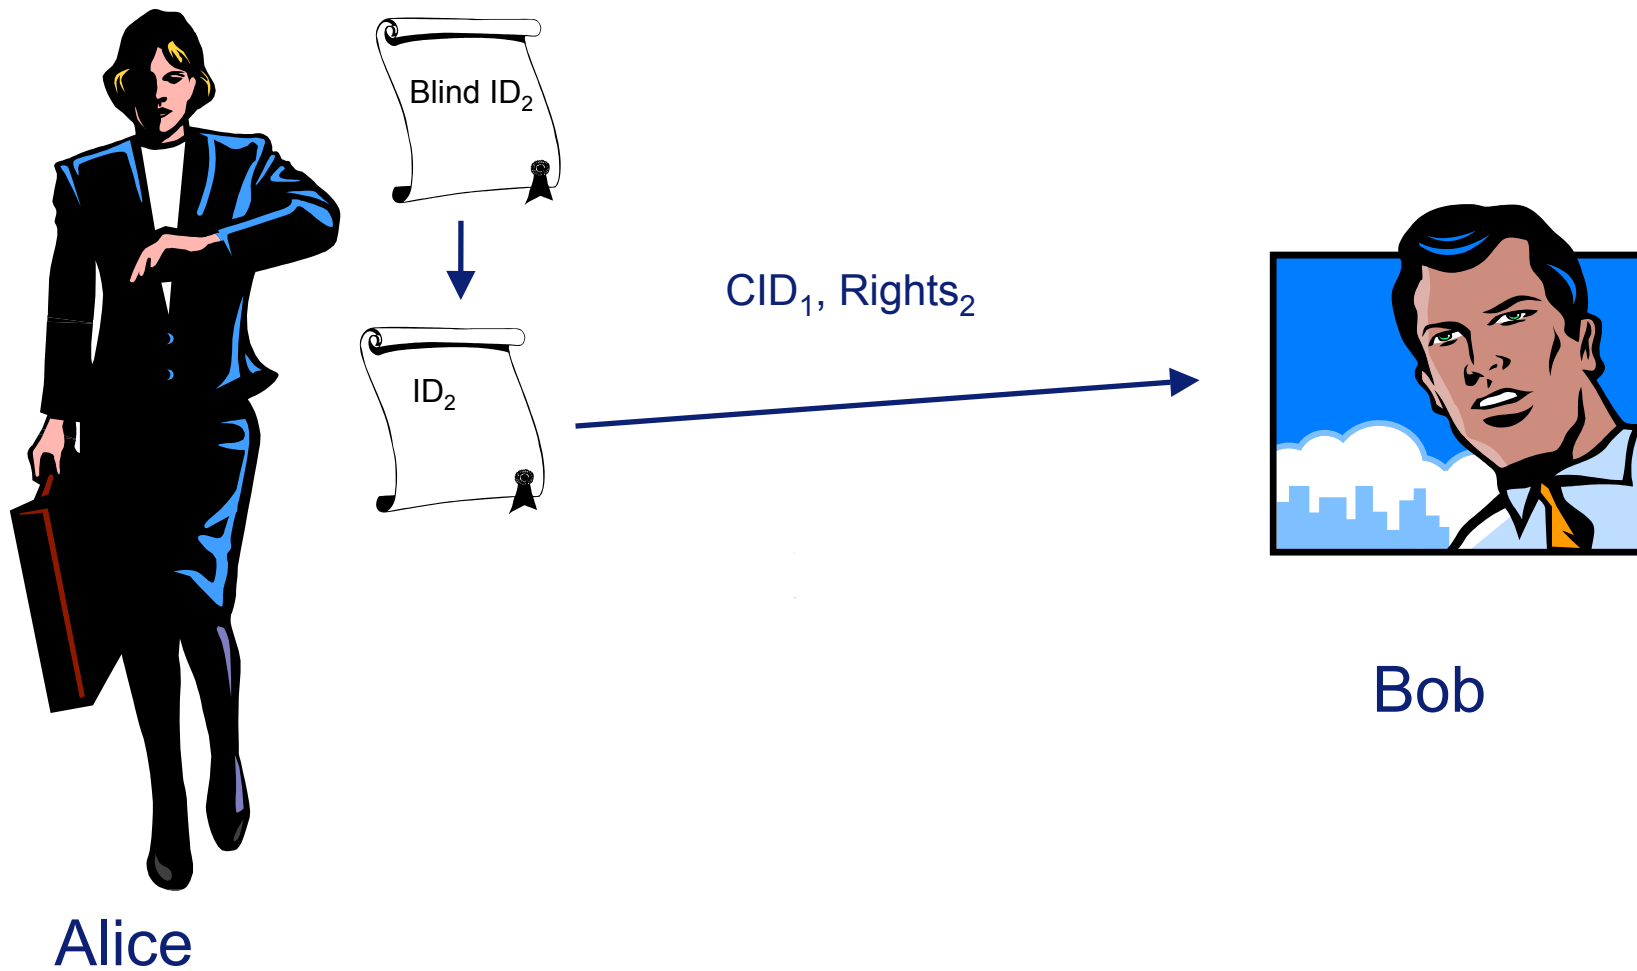 Blind ID₂
CID₁, Rights₂
ID₂
Bob
Alice